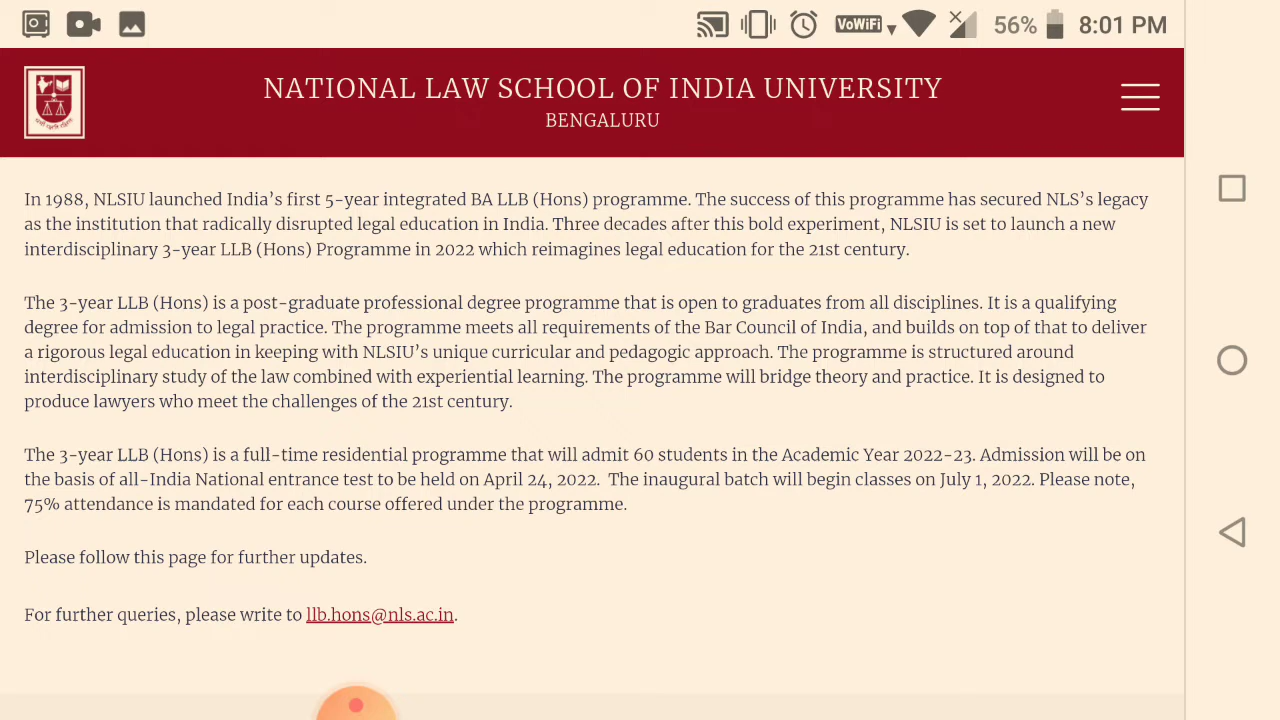 VoWiFi 56% 8:01 PM
NATIONAL LAW SCHOOL OF INDIA UNIVERSITY
BENGALURU
In 1988, NLSIU launched India’s first 5-year integrated BA LLB (Hons) programme. The success of this programme has secured NLS’s legacy
as the institution that radically disrupted legal education in India. Three decades after this bold experiment, NLSIU is set to launch a new
interdisciplinary 3-year LLB (Hons) Programme in 2022 which reimagines legal education for the 21st century.
The 3-year LLB (Hons) is a post-graduate professional degree programme that is open to graduates from all disciplines. It is a qualifying
degree for admission to legal practice. The programme meets all requirements of the Bar Council of India, and builds on top of that to deliver
a rigorous legal education in keeping with NLSIU’s unique curricular and pedagogic approach. The programme is structured around
interdisciplinary study of the law combined with experiential learning. The programme will bridge theory and practice. It is designed to
produce lawyers who meet the challenges of the 21st century.
The 3-year LLB (Hons) is a full-time residential programme that will admit 60 students in the Academic Year 2022-23. Admission will be on
the basis of all-India National entrance test to be held on April 24, 2022.  The inaugural batch will begin classes on July 1, 2022. Please note,
75% attendance is mandated for each course offered under the programme.
Please follow this page for further updates.
For further queries, please write to llb.hons@nls.ac.in.